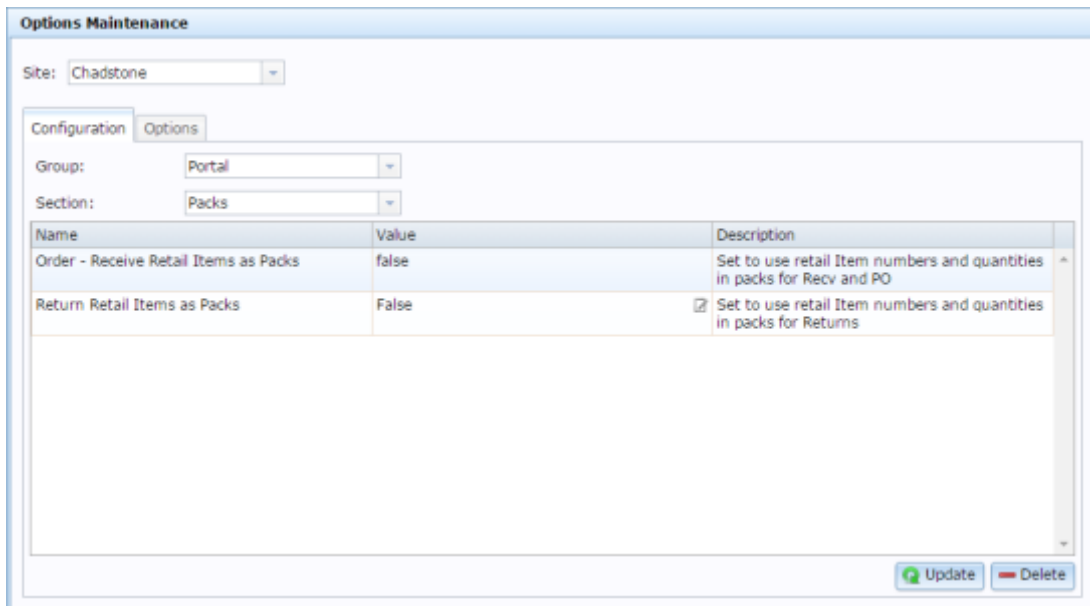 Options Maintenance
Site: Chadstone
Configuration Options
Group: Portal
Section: Packs
Name Value Description
Order - Receive Retail Items as Packs false Set to use retail Item numbers and quantities
in packs for Recv and PO
Return Retail Items as Packs False Set to use retail Item numbers and quantities
in packs for Returns
Update Delete